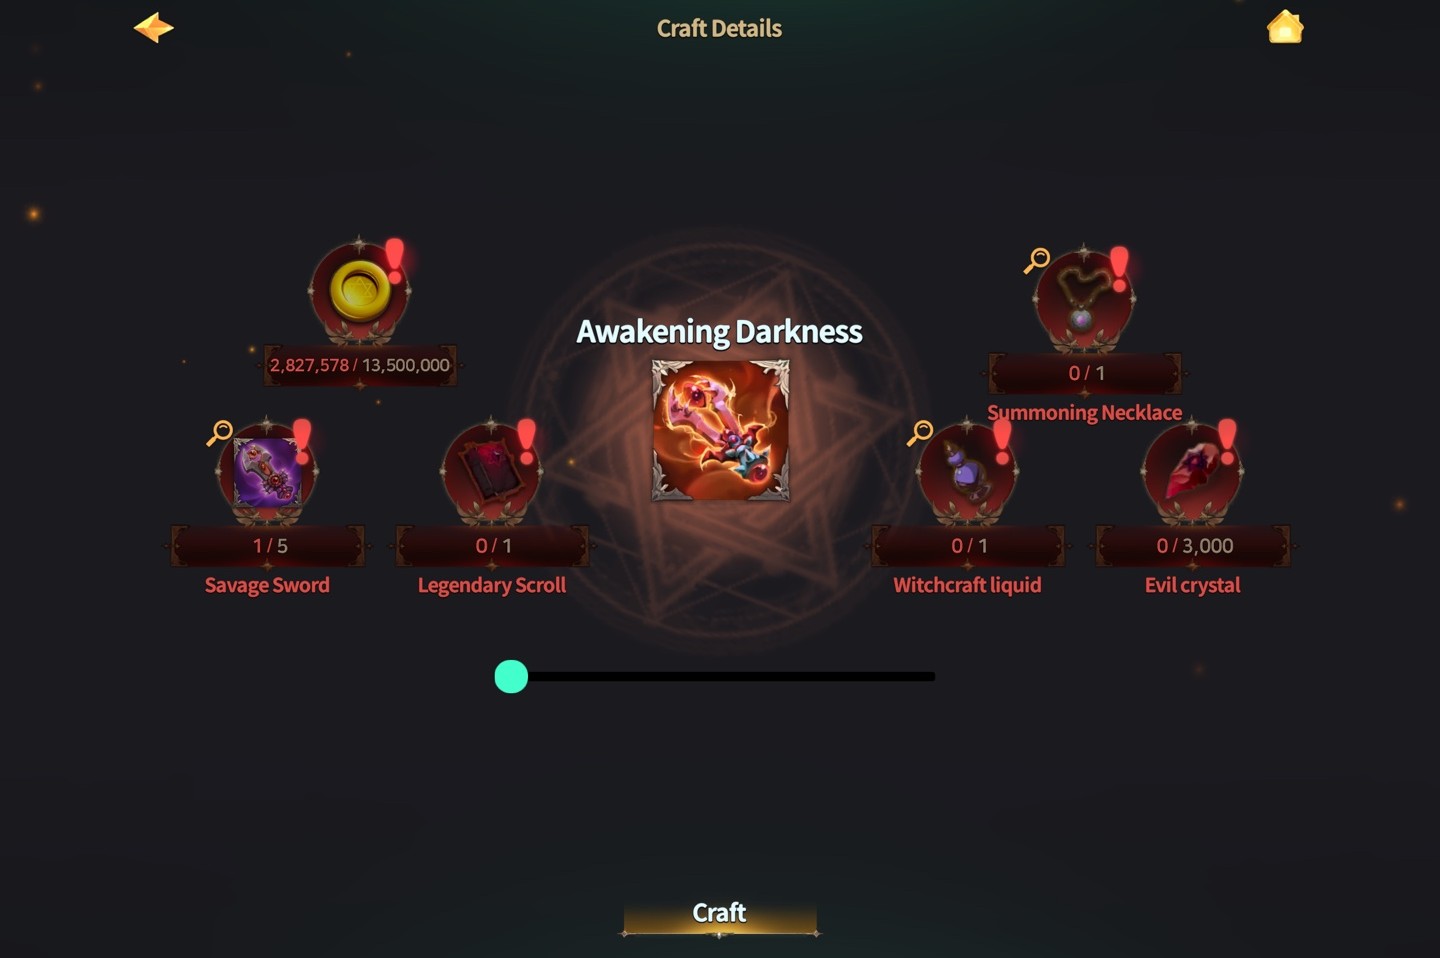 Craft Details
Awakening Darkness
2,827,578 / 13,500,000
0 / 1
Summoning Necklace
1 / 5
Savage Sword
0 / 1
Legendary Scroll
0 / 1
Witchcraft liquid
0 / 3,000
Evil crystal
Craft